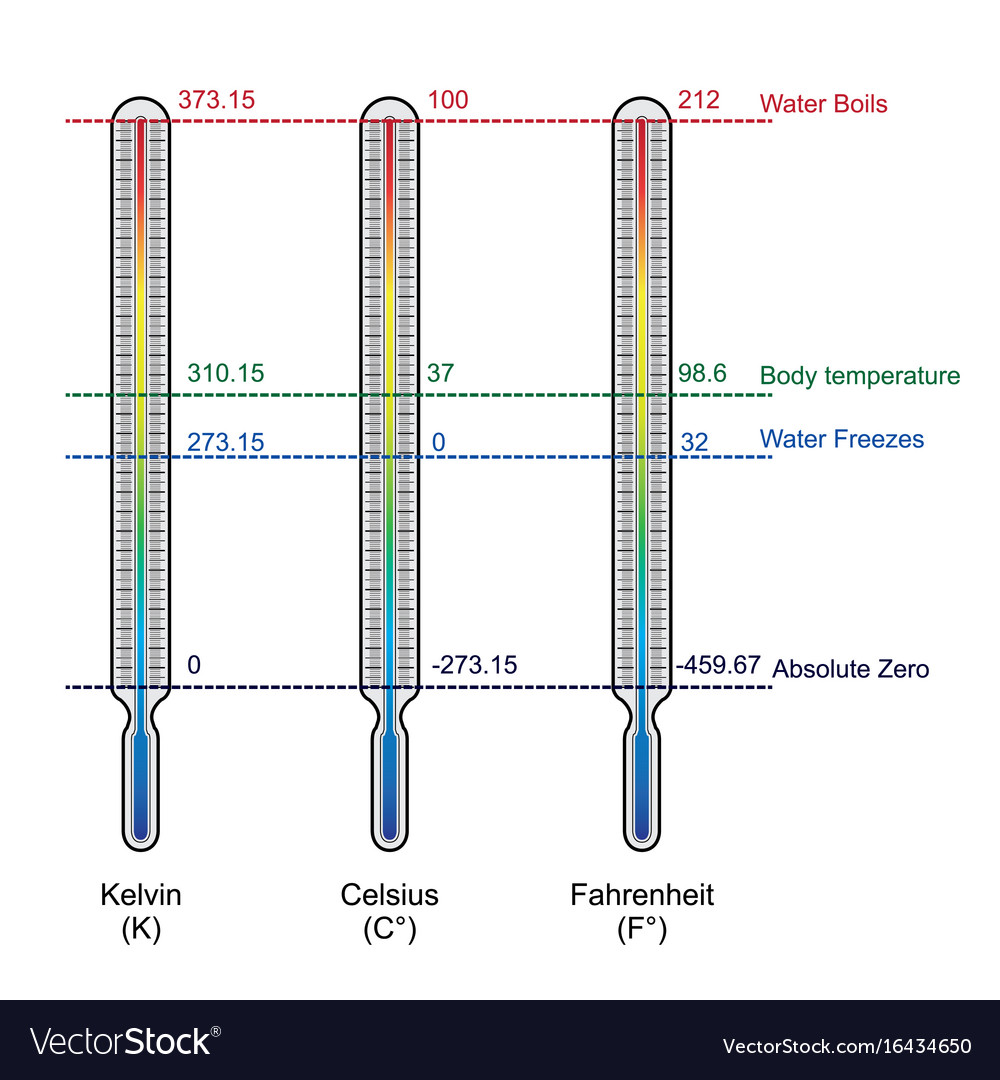 373.15 100 212 Water Boils
310.15 37 98.6 Body temperature
273.15 0 32 Water Freezes
0 -273.15 -459.67 Absolute Zero
Kelvin Celsius Fahrenheit
(K) (C°) (F°)
VectorStock® VectorStock.com/16434650